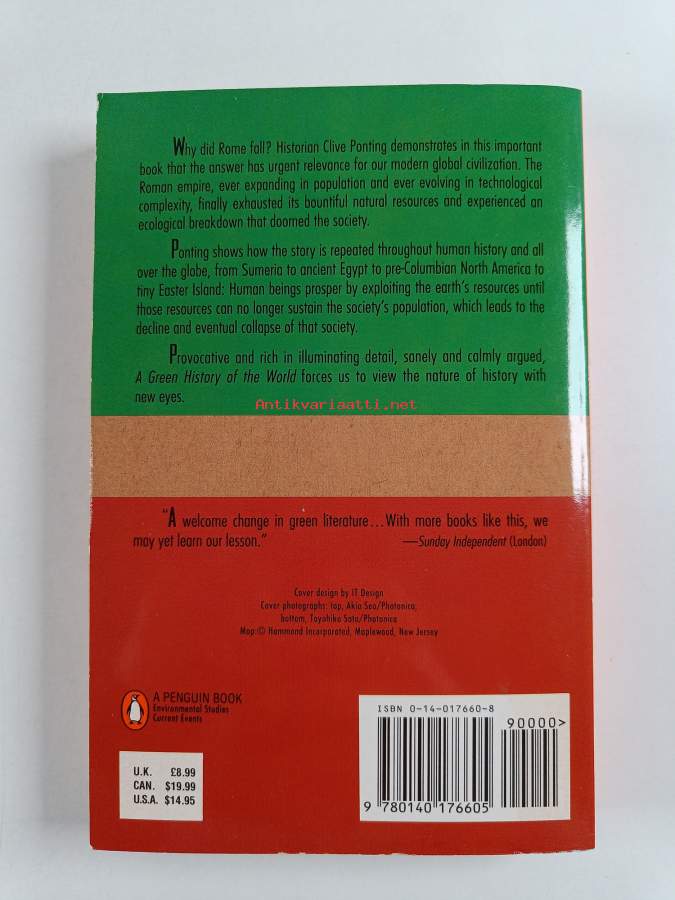 Why did Rome fall? Historian Clive Ponting demonstrates in this important
book that the answer has urgent relevance for our modern global civilization. The
Roman empire, ever expanding in population and ever evolving in technological
complexity, finally exhausted its bountiful natural resources and experienced an
ecological breakdown that doomed the society.
Ponting shows how the story is repeated throughout human history and all
over the globe, from Sumeria to ancient Egypt to pre-Columbian North America to
tiny Easter Island: Human beings prosper by exploiting the earth's resources until
those resources can no longer sustain the society's population, which leads to the
decline and eventual collapse of that society.
Provocative and rich in illuminating detail, sanely and calmly argued,
A Green History of the World forces us to view the nature of history with
new eyes.
Antikvariaatti.net
"A welcome change in green literature...With more books like this, we
may yet learn our lesson." —Sunday Independent (London)
Cover design by IT Design
Cover photographs: top, Akio Seo/Photonica;
bottom, Toyohiko Sato/Photonica
Map: © Hammond Incorporated, Maplewood, New Jersey
A PENGUIN BOOK
Environmental Studies
Current Events
U.K. £8.99
CAN. $19.99
U.S.A. $14.95
ISBN 0-14-017660-8
90000>
9 780140 176605